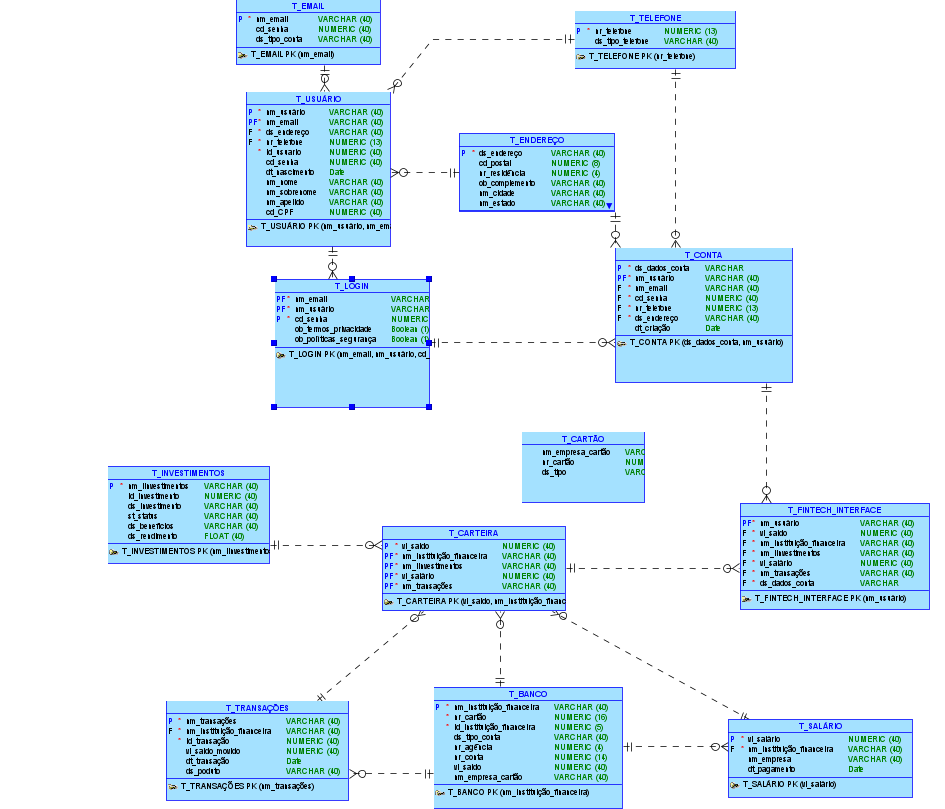 T_EMAIL
P * nm_email VARCHAR (40)
cd_senha NUMERIC (40)
ds_tipo_conta VARCHAR (40)
T_EMAIL PK (nm_email)
T_TELEFONE
P * nr_telefone NUMERIC (13)
ds_tipo_telefone VARCHAR (40)
T_TELEFONE PK (nr_telefone)
T_USUÁRIO
P * nm_usuário VARCHAR (40)
PF * nm_email VARCHAR (40)
F * ds_endereço VARCHAR (40)
F * nr_telefone NUMERIC (13)
* id_usuario NUMERIC (40)
cd_senha NUMERIC (40)
dt_nascimento Date
nm_nome VARCHAR (40)
nm_sobrenome VARCHAR (40)
nm_apelido VARCHAR (40)
cd_CPF NUMERIC (40)
T_USUÁRIO PK (nm_usuário, nm_em
T_ENDEREÇO
P * ds_endereço VARCHAR (40)
cd_postal NUMERIC (8)
nr_residência NUMERIC (4)
ob_complemento VARCHAR (40)
nm_cidade VARCHAR (40)
nm_estado VARCHAR (40)
T_LOGIN
PF * nm_email VARCHAR
PF * nm_usuário VARCHAR
P * cd_senha NUMERIC
ob_termos_privacidade Boolean (1)
ob_políticas_segurança Boolean (1)
T_LOGIN PK (nm_email, nm_usuário, cd_
T_CONTA
P * ds_dados_conta VARCHAR
PF * nm_usuário VARCHAR (40)
F * nm_email VARCHAR (40)
F * cd_senha NUMERIC (40)
F * nr_telefone NUMERIC (13)
F * ds_endereço VARCHAR (40)
dt_criação Date
T_CONTA PK (ds_dados_conta, nm_usuário)
T_CARTÃO
nm_empresa_cartão VARC
nr_cartão NUM
ds_tipo VARC
T_INVESTIMENTOS
P * nm_iinvestimentos VARCHAR (40)
id_investimento NUMERIC (40)
ds_investimento VARCHAR (40)
st_status VARCHAR (40)
ds_benefícios VARCHAR (40)
ds_rendimento FLOAT (40)
T_INVESTIMENTOS PK (nm_iinvestimento
T_CARTEIRA
P * vl_saldo NUMERIC (40)
PF * nm_instituição_financeira VARCHAR (40)
PF * nm_iinvestimentos VARCHAR (40)
PF * vl_salário NUMERIC (40)
PF * nm_transações VARCHAR (40)
T_CARTEIRA PK (vl_saldo, nm_instituição_financ
T_FINTECH_INTERFACE
PF * nm_usuário VARCHAR (40)
F * vl_saldo NUMERIC (40)
F * nm_instituição_financeira VARCHAR (40)
F * nm_iinvestimentos VARCHAR (40)
F * vl_salário NUMERIC (40)
F * nm_transações VARCHAR (40)
F * ds_dados_conta VARCHAR
T_FINTECH_INTERFACE PK (nm_usuário)
T_TRANSAÇÕES
P * nm_transações VARCHAR (40)
F * nm_instituição_financeira VARCHAR (40)
* id_transação NUMERIC (40)
vl_saldo_movido NUMERIC (40)
dt_transação Date
VARCHAR (40)
T_TRANSAÇÕES PK (nm_transações)
T_BANCO
P * nm_instituição_financeira VARCHAR (40)
* nr_cartão NUMERIC (16)
* id_instituição_financeira NUMERIC (5)
ds_tipo_conta VARCHAR (40)
nr_agência NUMERIC (4)
nr_conta NUMERIC (14)
vl_saldo NUMERIC (40)
nm_empresa_cartão VARCHAR (40)
T_BANCO PK (nm_instituição_financeira)
T_SALÁRIO
P * vl_salário NUMERIC (40)
F * nm_instituição_financeira VARCHAR (40)
nm_empresa VARCHAR (40)
dt_pagamento Date
T_SALÁRIO PK (vl_salário)